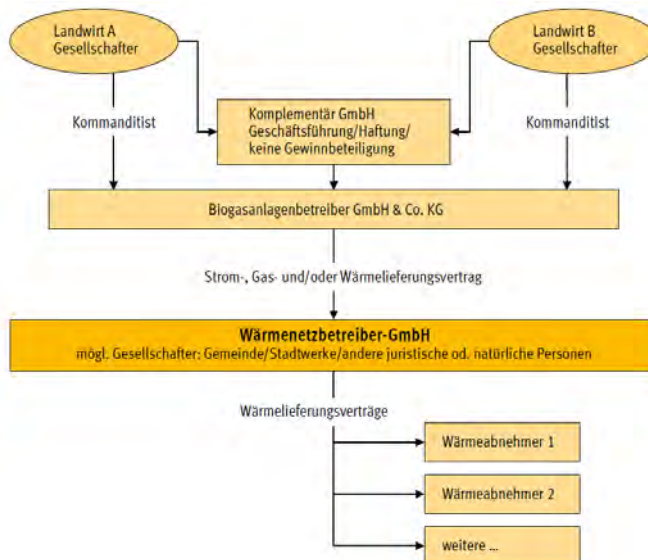 Landwirt A
Gesellschafter
Landwirt B
Gesellschafter
Kommanditist
Komplementär GmbH
Geschäftsführung/Haftung/
keine Gewinnbeteiligung
Kommanditist
Biogasanlagenbetreiber GmbH & Co. KG
Strom-, Gas- und/oder Wärmelieferungsvertrag
Wärmenetzbetreiber-GmbH
mögl. Gesellschafter: Gemeinde/Stadtwerke/andere juristische od. natürliche Personen
Wärmelieferungsverträge
Wärmeabnehmer 1
Wärmeabnehmer 2
weitere ...